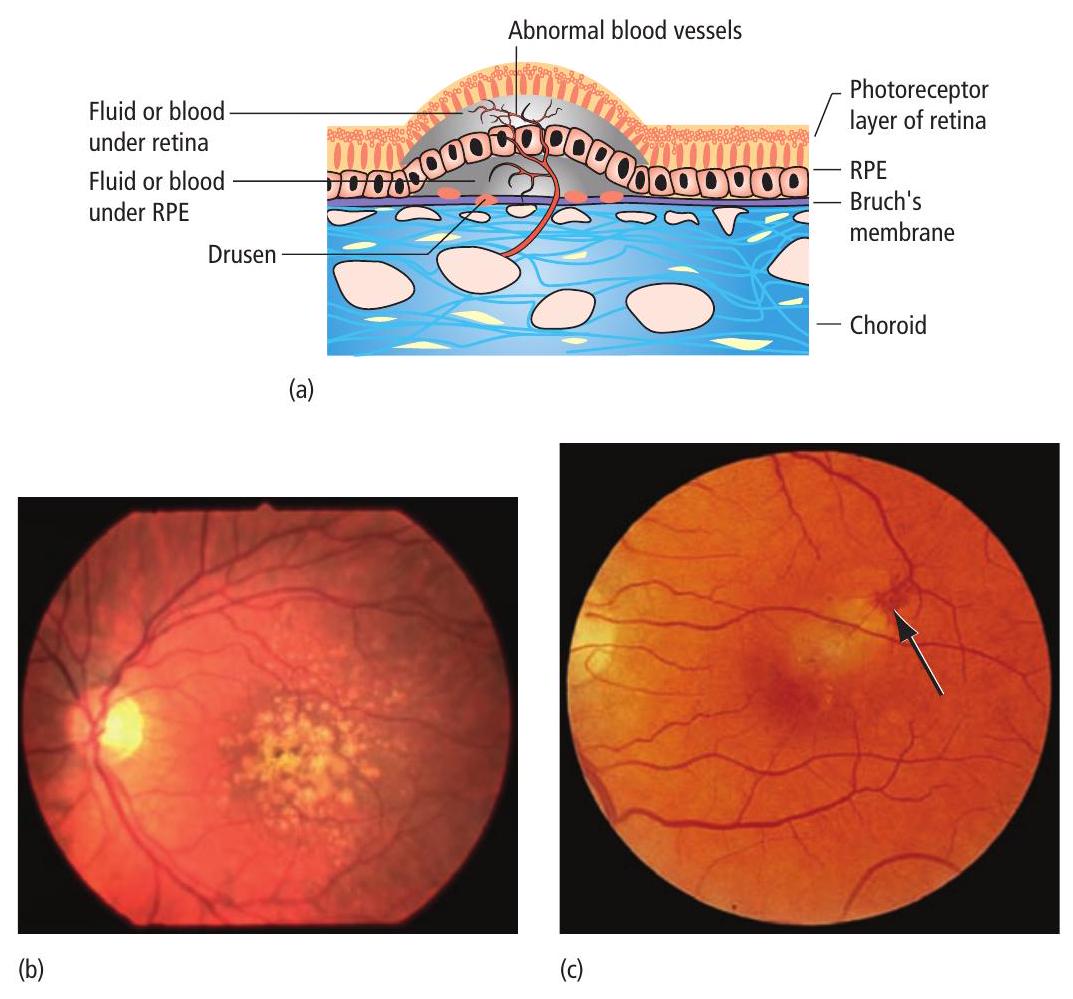 Abnormal blood vessels
Fluid or blood
under retina
Fluid or blood
under RPE
Drusen
Photoreceptor
layer of retina
RPE
Bruch's
membrane
Choroid
(a)
(b)
(c)